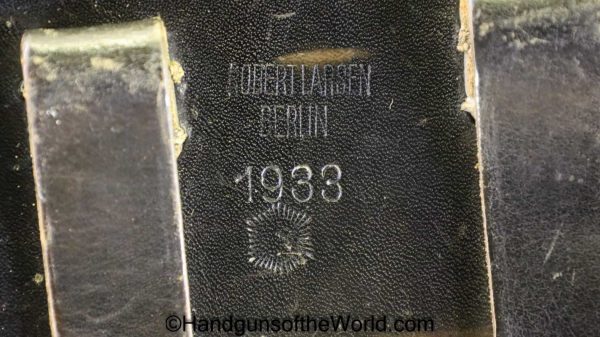 ROBERT LARSEN
BERLIN
1933
©HandgunsoftheWorld.com